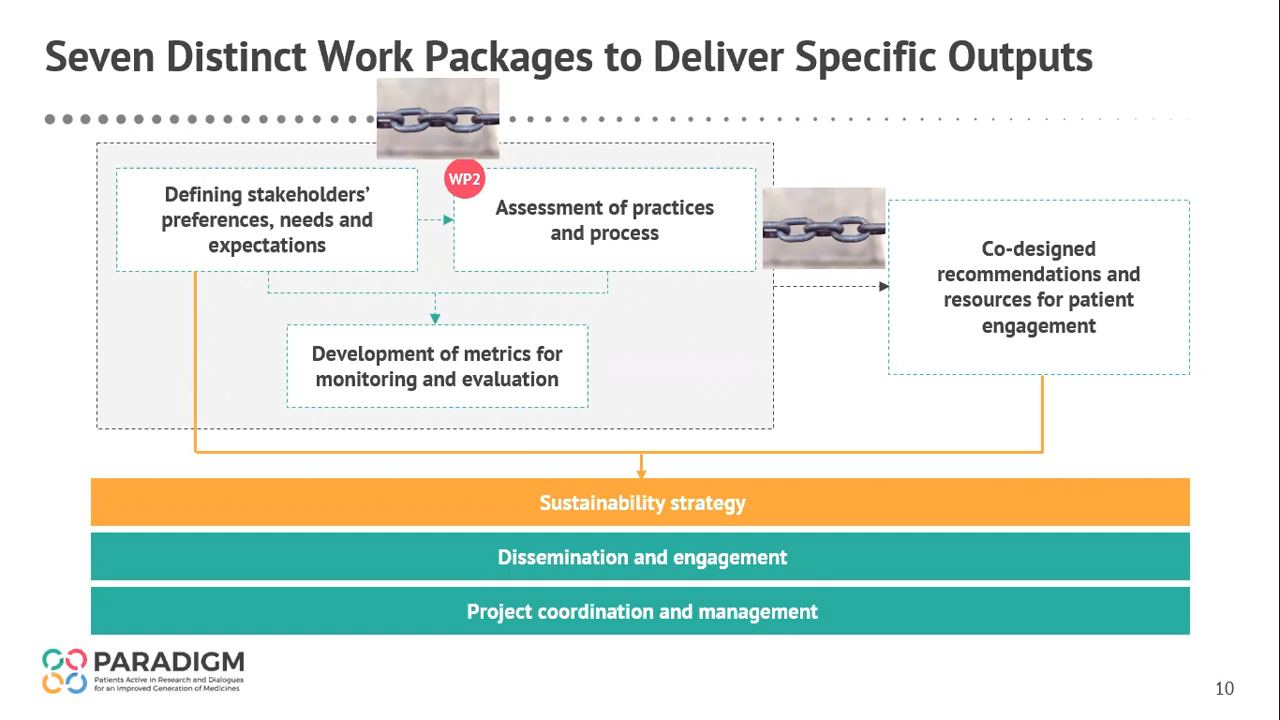 Seven Distinct Work Packages to Deliver Specific Outputs
Defining stakeholders’
preferences, needs and
expectations
WP2
Assessment of practices
and process
Co-designed
recommendations and
resources for patient
engagement
Development of metrics for
monitoring and evaluation
Sustainability strategy
Dissemination and engagement
Project coordination and management
PARADIGM
Patients Active in Research and Dialogues
for an Improved Generation of Medicines
10